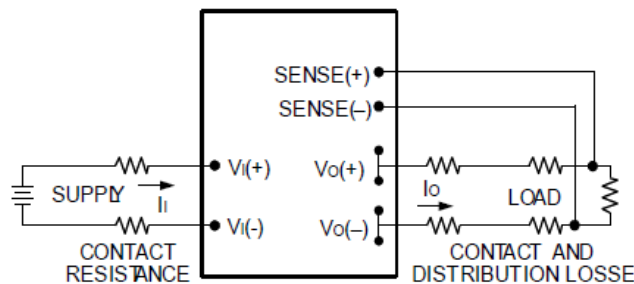 SENSE(+)
SENSE(–)
VI(+)
VO(+)
SUPPLY
II
IO
LOAD
VI(-)
VO(–)
CONTACT
RESISTANCE
CONTACT AND
DISTRIBUTION LOSSE